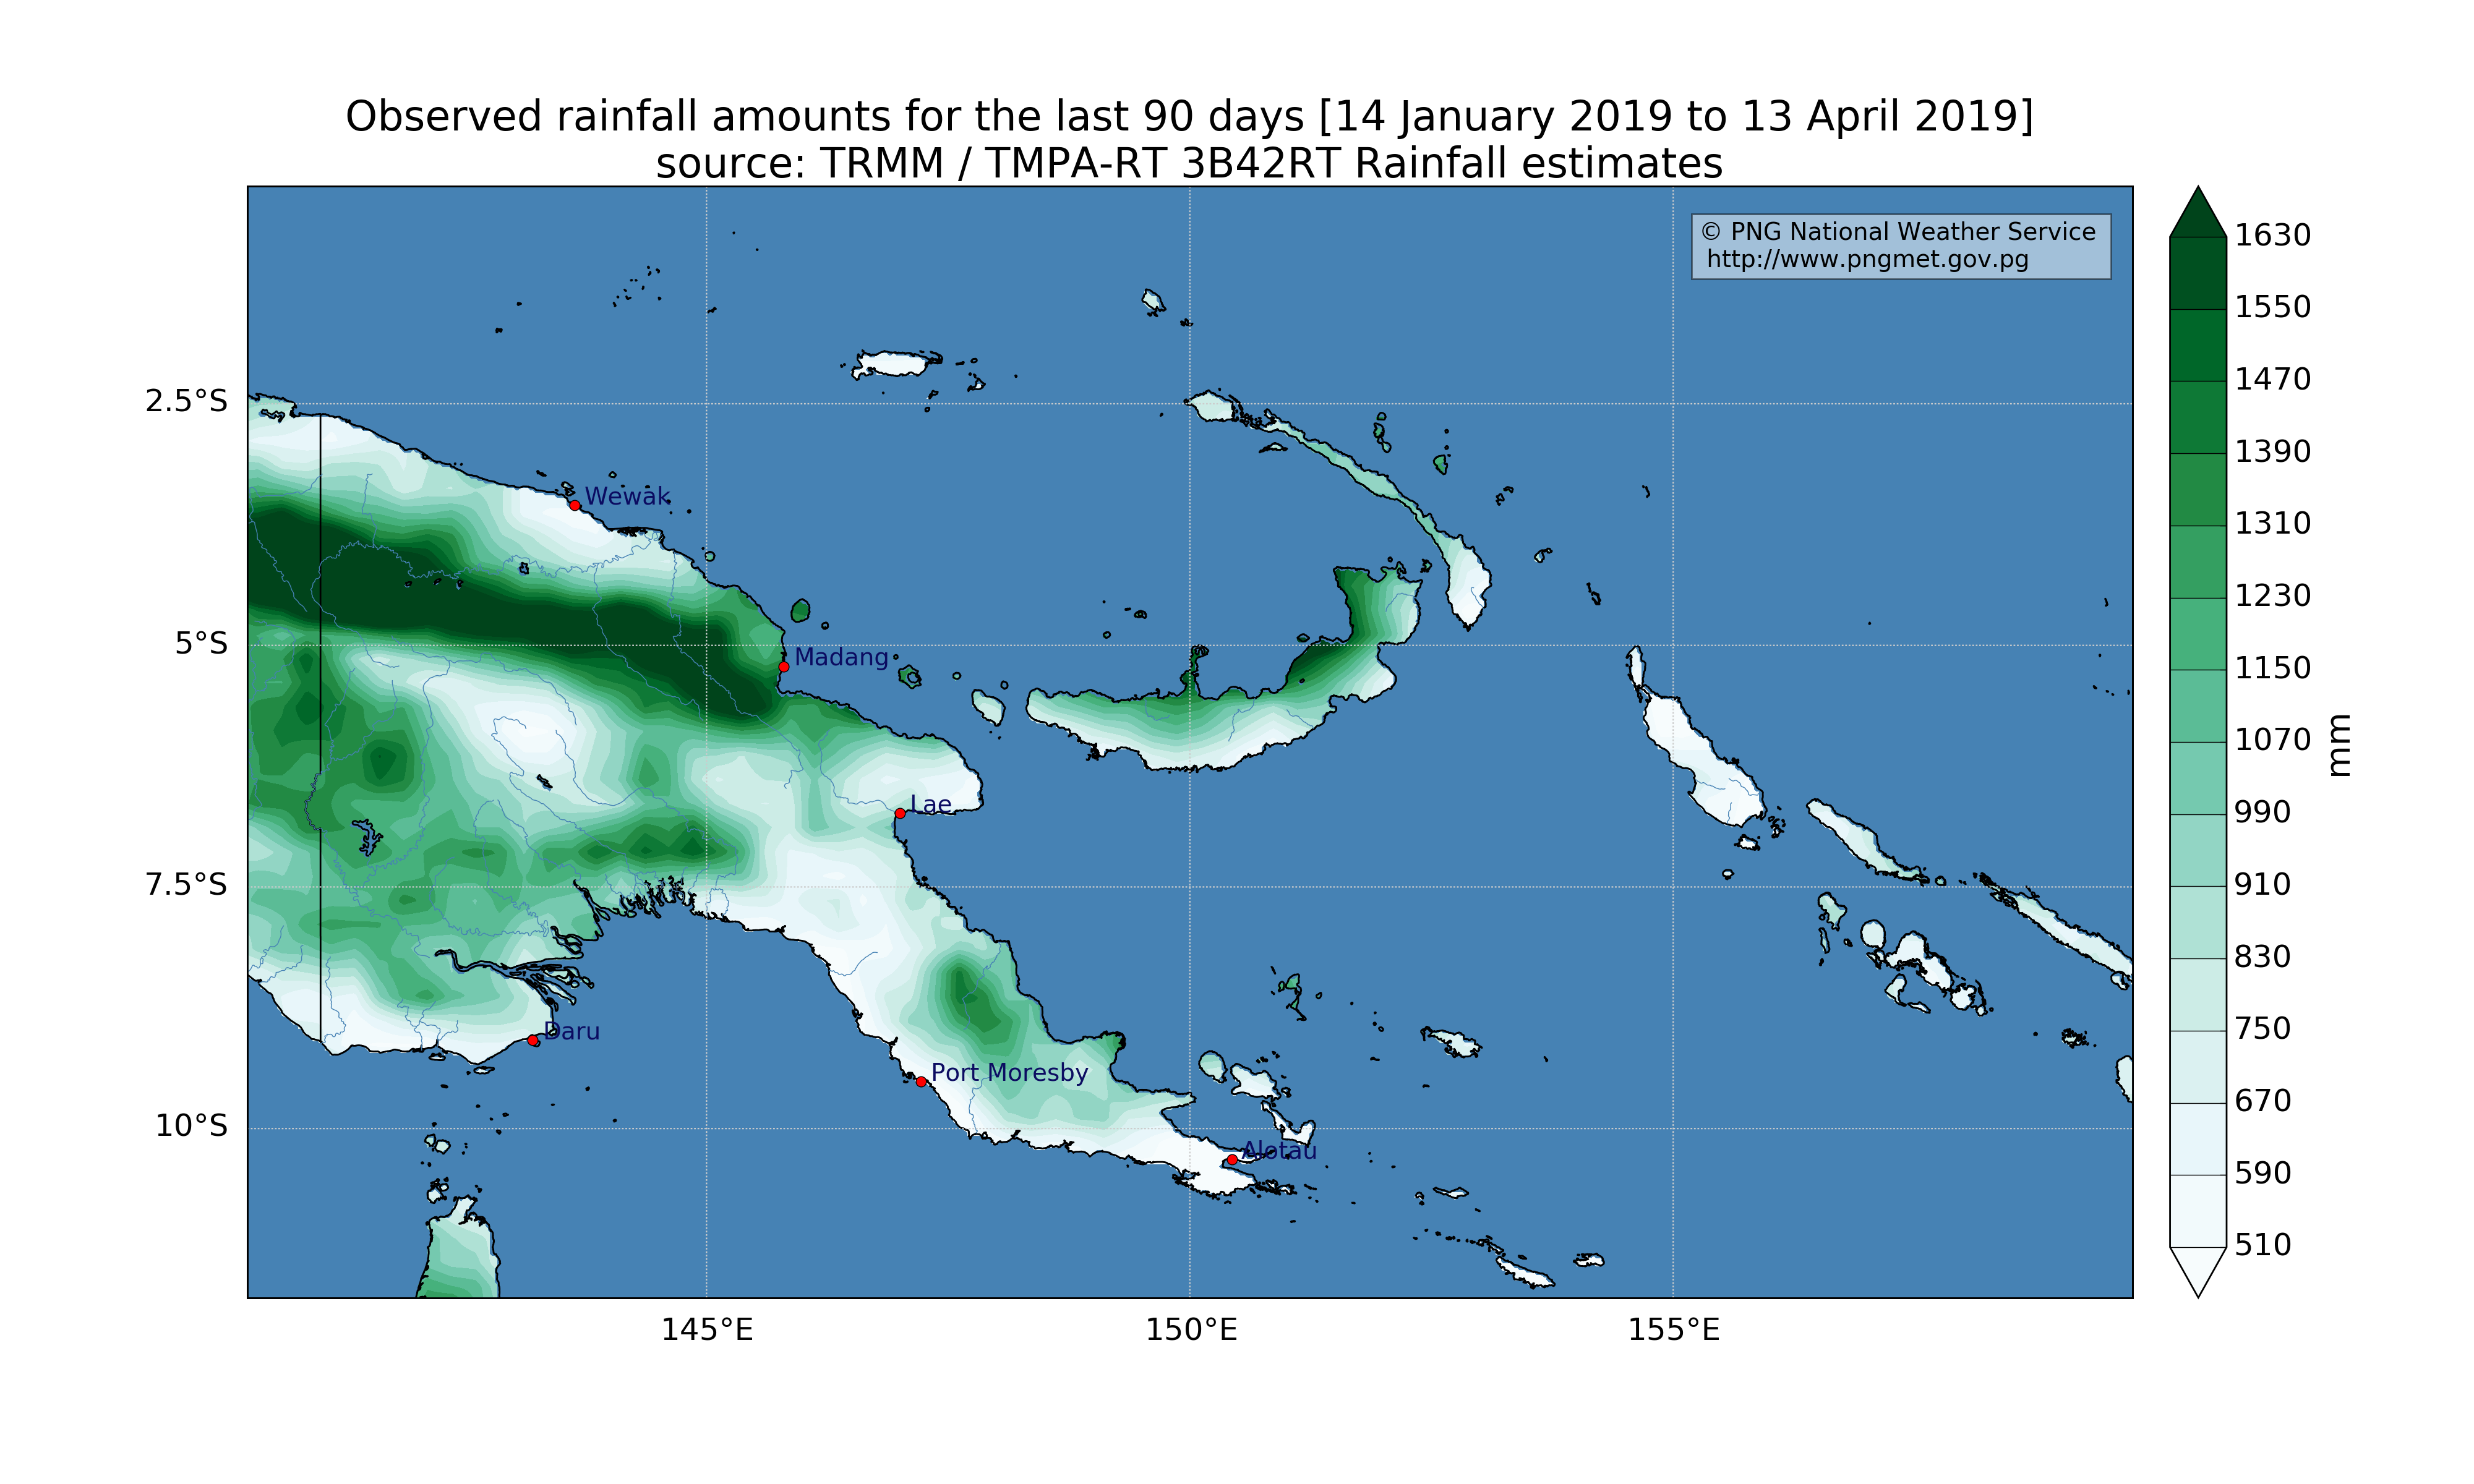 Observed rainfall amounts for the last 90 days [14 January 2019 to 13 April 2019]
source: TRMM / TMPA-RT 3B42RT Rainfall estimates
© PNG National Weather Service
http://www.pngmet.gov.pg
1630
1550
1470
1390
1310
1230
1150
1070
990
910
830
750
670
590
510
mm
2.5°S
5°S
7.5°S
10°S
Wewak
Madang
Lae
Daru
Port Moresby
Alotau
145°E
150°E
155°E